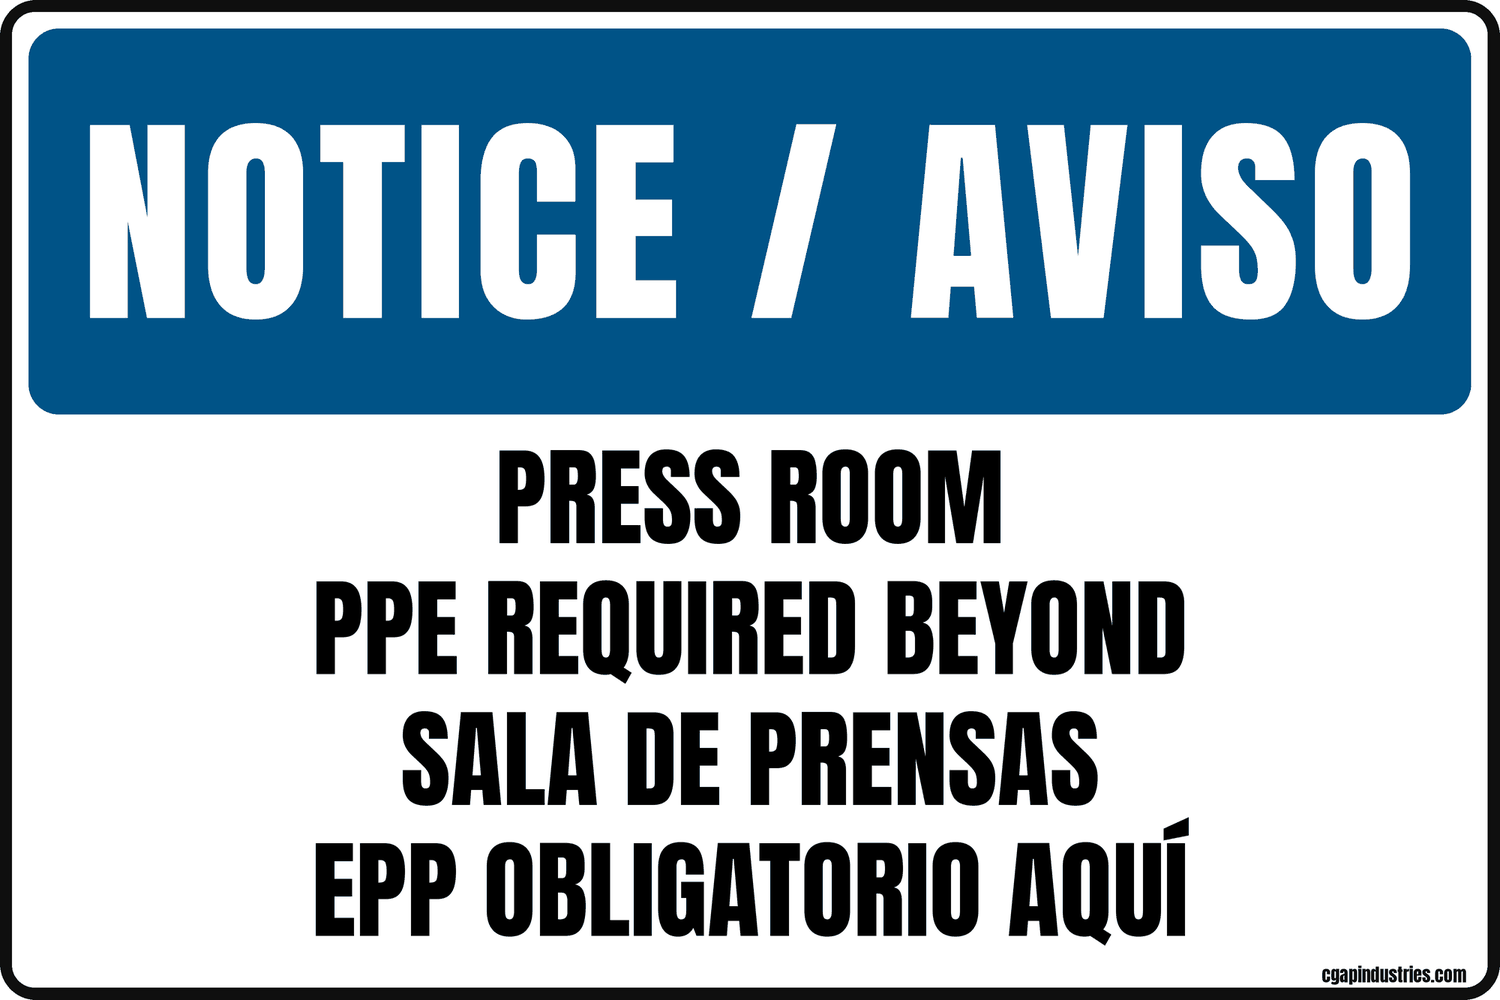 NOTICE / AVISO
PRESS ROOM
PPE REQUIRED BEYOND
SALA DE PRENSAS
EPP OBLIGATORIO AQUÍ
cgapindustries.com